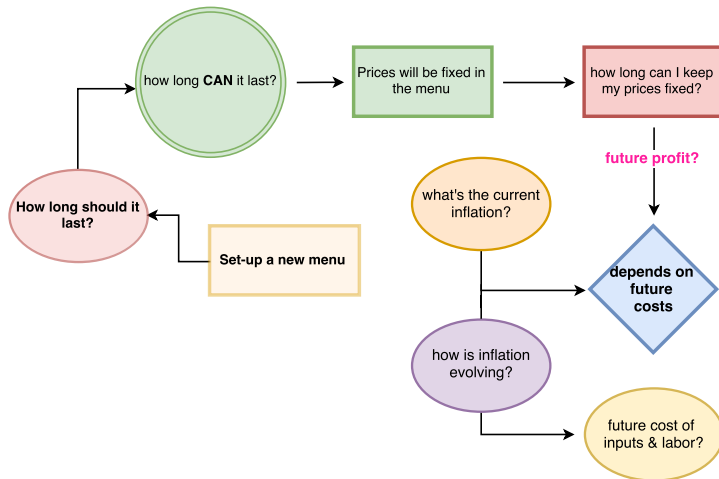 how long CAN it last?
Prices will be fixed in
the menu
how long can I keep
my prices fixed?
future profit?
How long should it
last?
what's the current
inflation?
Set-up a new menu
depends on
future
costs
how is inflation
evolving?
future cost of
inputs & labor?